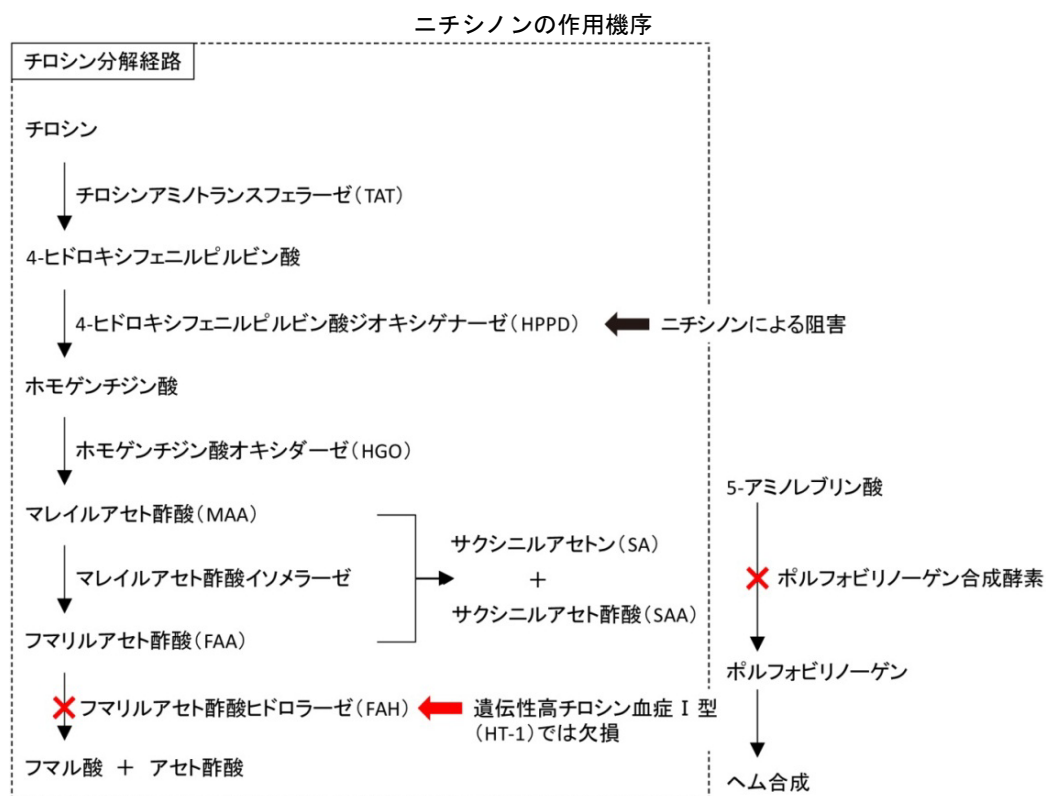 ニチシノンの作用機序
チロシン分解経路
チロシン
チロシンアミノトランスフェラーゼ(TAT)
4-ヒドロキシフェニルピルビン酸
4-ヒドロキシフェニルピルビン酸ジオキシゲナーゼ(HPPD)
ニチシノンによる阻害
ホモゲンチジン酸
ホモゲンチジン酸オキシダーゼ(HGO)
マレイルアセト酢酸(MAA)
マレイルアセト酢酸イソメラーゼ
フマリルアセト酢酸(FAA)
サクシニルアセトン(SA)
+
サクシニルアセト酢酸(SAA)
フマリルアセト酢酸ヒドロラーゼ(FAH)
遺伝性高チロシン血症Ⅰ型
(HT-1)では欠損
フマル酸 + アセト酢酸
5-アミノレブリン酸
ポルフォビリノーゲン合成酵素
ポルフォビリノーゲン
ヘム合成